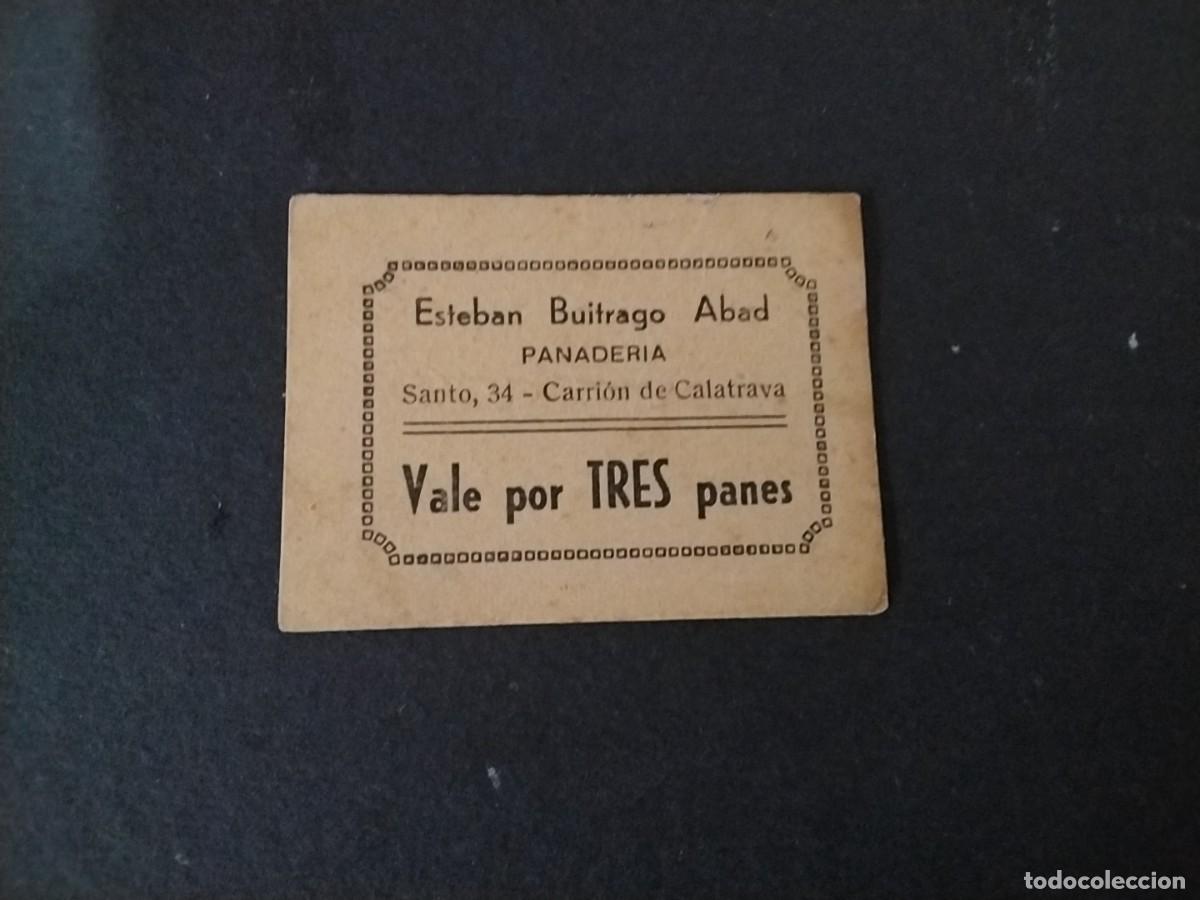 Esteban Buitrago Abad
PANADERIA
Santo, 34 - Carrión de Calatrava
Vale por TRES panes
todocoleccion